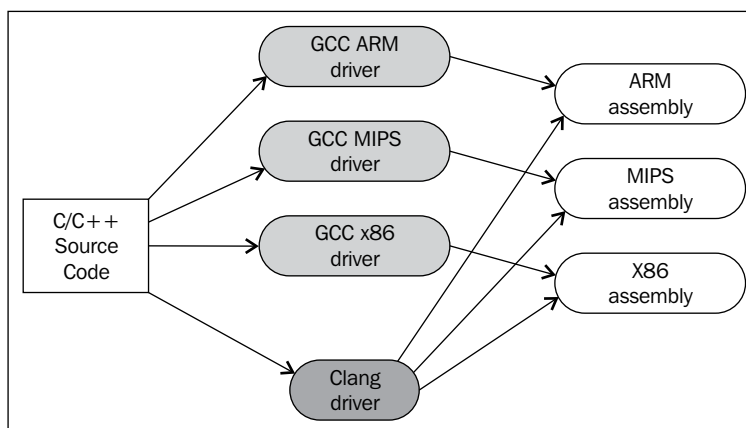 C/C++
Source
Code
GCC ARM
driver
GCC MIPS
driver
GCC x86
driver
Clang
driver
ARM
assembly
MIPS
assembly
X86
assembly